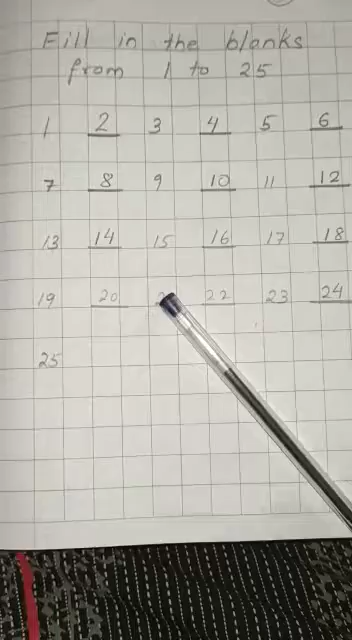 Fill in the blanks
from 1 to 25
1 2 3 4 5 6
7 8 9 10 11 12
13 14 15 16 17 18
19 20 22 23 24
25